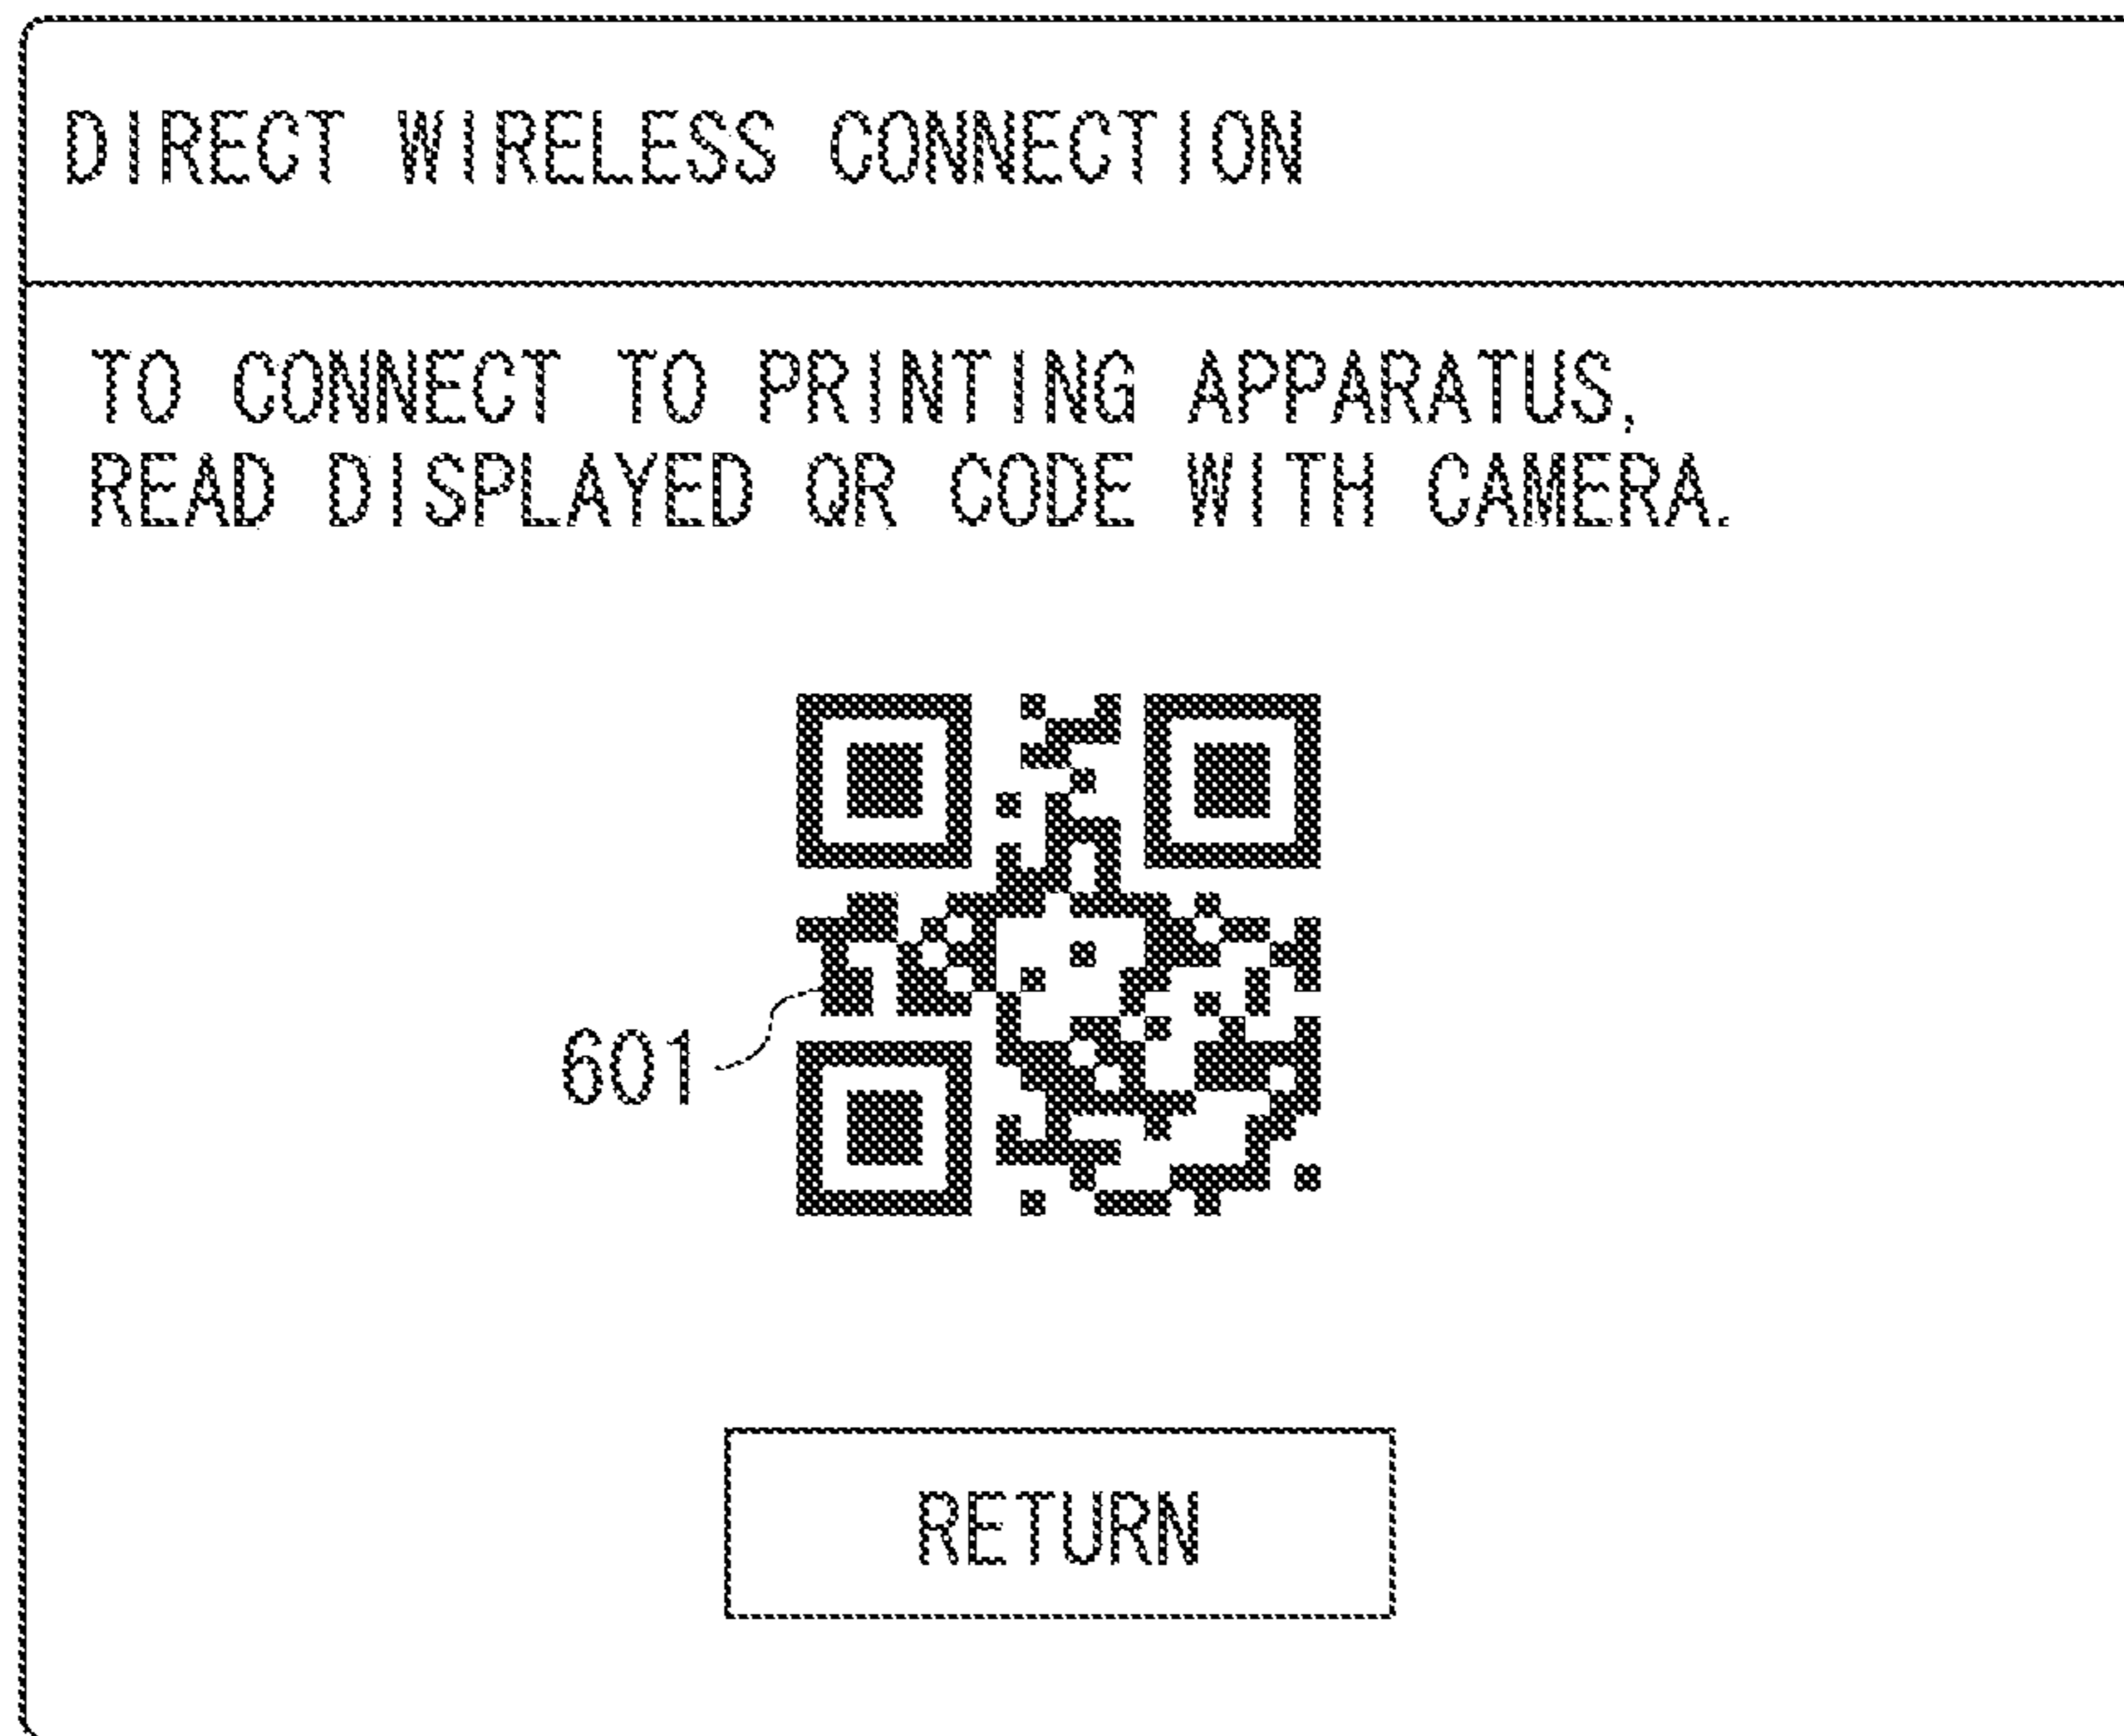 DIRECT WIRELESS CONNECTION
TO CONNECT TO PRINTING APPARATUS,
READ DISPLAYED QR CODE WITH CAMERA.
601
RETURN